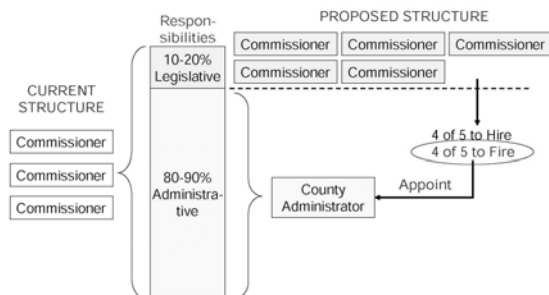 Respon-
sibilities
PROPOSED STRUCTURE
10-20%
Legislative
Commissioner
Commissioner
Commissioner
Commissioner
Commissioner
CURRENT
STRUCTURE
Commissioner
Commissioner
Commissioner
80-90%
Administra-
tive
4 of 5 to Hire
4 of 5 to Fire
Appoint
County
Administrator